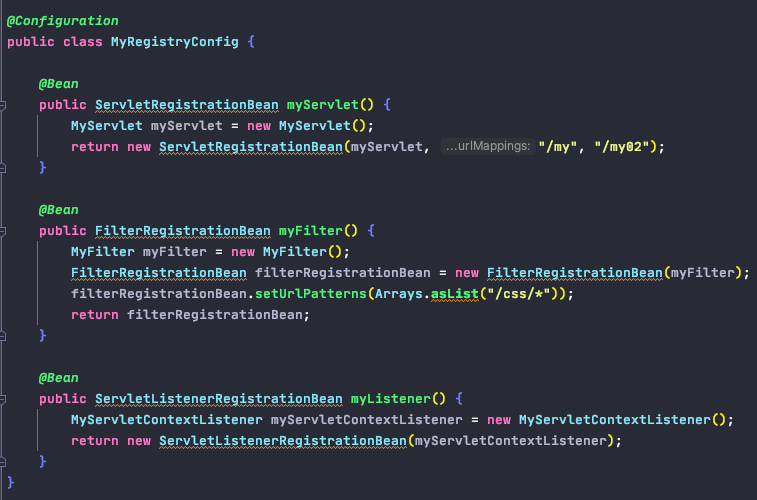 @Configuration
public class MyRegistryConfig {
@Bean
public ServletRegistrationBean myServlet() {
MyServlet myServlet = new MyServlet();
return new ServletRegistrationBean(myServlet, ...urlMappings: "/my", "/my02");
}
@Bean
public FilterRegistrationBean myFilter() {
MyFilter myFilter = new MyFilter();
FilterRegistrationBean filterRegistrationBean = new FilterRegistrationBean(myFilter);
filterRegistrationBean.setUrlPatterns(Arrays.asList("/css/*"));
return filterRegistrationBean;
}
@Bean
public ServletListenerRegistrationBean myListener() {
MyServletContextListener myServletContextListener = new MyServletContextListener();
return new ServletListenerRegistrationBean(myServletContextListener);
}
}